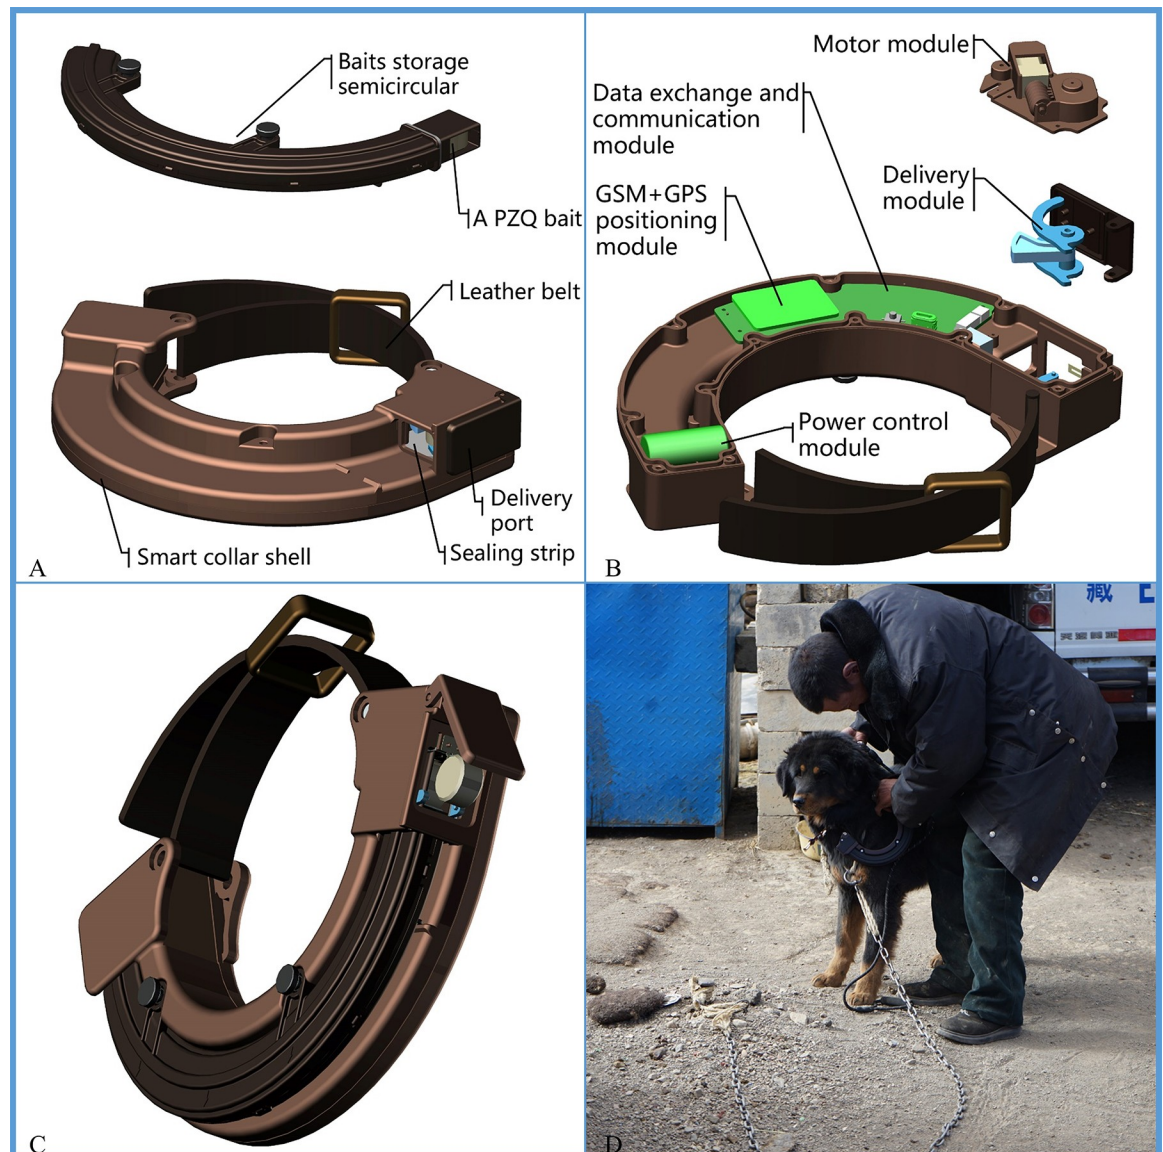 Baits storage
semicircular
A PZQ bait
Leather belt
Delivery
port
Sealing strip
Smart collar shell
A
Motor module
Data exchange and
communication
module
Delivery
module
GSM+GPS
positioning
module
Power control
module
B
C
藏
D